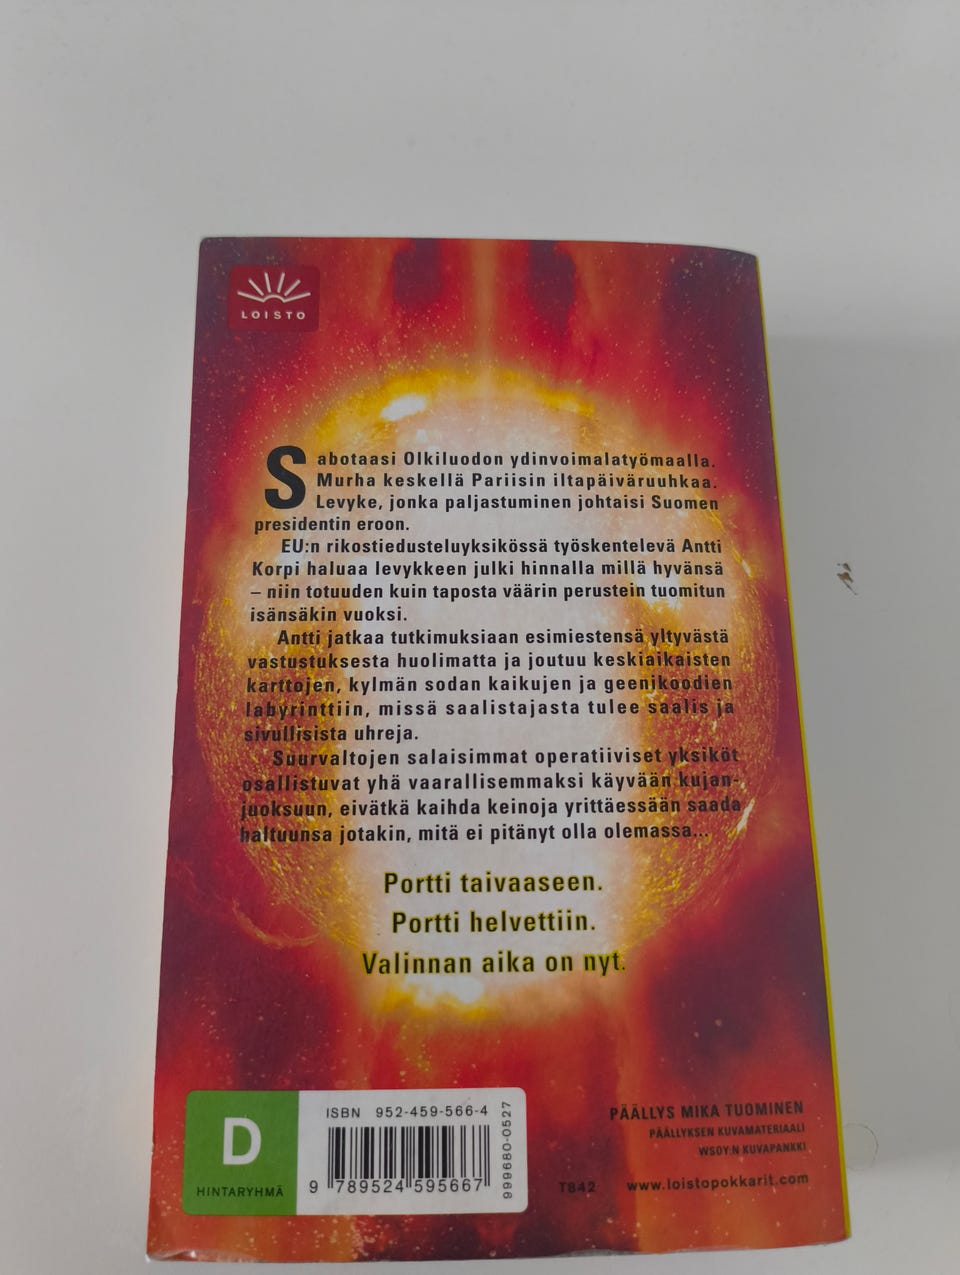 LOISTO
Sabotaasi Olkiluodon ydinvoimalatyömaalla.
Murha keskellä Pariisin iltapäiväruuhkaa.
Levyke, jonka paljastuminen johtaisi Suomen
presidentin eroon.
EU:n rikostiedusteluyksikössä työskentelevä Antti
Korpi haluaa levykkeen julki hinnalla millä hyvänsä
– niin totuuden kuin taposta väärin perustein tuomitun
isänsäkin vuoksi.
Antti jatkaa tutkimuksiaan esimiestensä yltyvästä
vastustuksesta huolimatta ja joutuu keskiaikaisten
karttojen, kylmän sodan kaikujen ja geenikoodien
labyrinttiin, missä saalistajasta tulee saalis ja
sivullisista uhreja.
Suurvaltojen salaisimmat operatiiviset yksiköt
osallistuvat yhä vaarallisemmaksi käyvään kujan-
juoksuun, eivätkä kaihda keinoja yrittäessään saada
haltuunsa jotakin, mitä ei pitänyt olla olemassa...
Portti taivaaseen.
Portti helvettiin.
Valinnan aika on nyt.
D
HINTARYHMÄ
ISBN 952-459-566-4
9 789524 595667
999680-0527
PÄÄLLYS MIKA TUOMINEN
PÄÄLLYKSEN KUVAMATERIAALI
WSOY:N KUVAPANKKI
T842 www.loistopokkarit.com